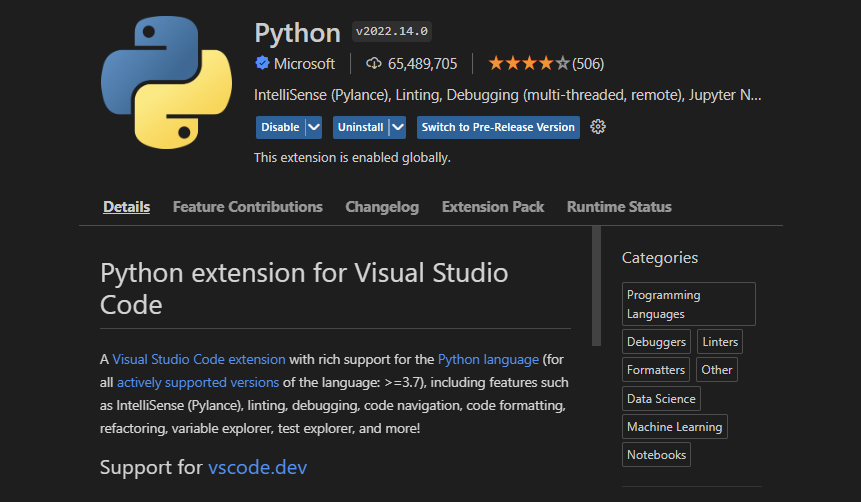 Python v2022.14.0
Microsoft 65,489,705 (506)
IntelliSense (Pylance), Linting, Debugging (multi-threaded, remote), Jupyter N...
Disable Uninstall Switch to Pre-Release Version
This extension is enabled globally.
Details Feature Contributions Changelog Extension Pack Runtime Status
Python extension for Visual Studio
Code
A Visual Studio Code extension with rich support for the Python language (for
all actively supported versions of the language: >=3.7), including features such
as IntelliSense (Pylance), linting, debugging, code navigation, code formatting,
refactoring, variable explorer, test explorer, and more!
Support for vscode.dev
Categories
Programming
Languages
Debuggers Linters
Formatters Other
Data Science
Machine Learning
Notebooks